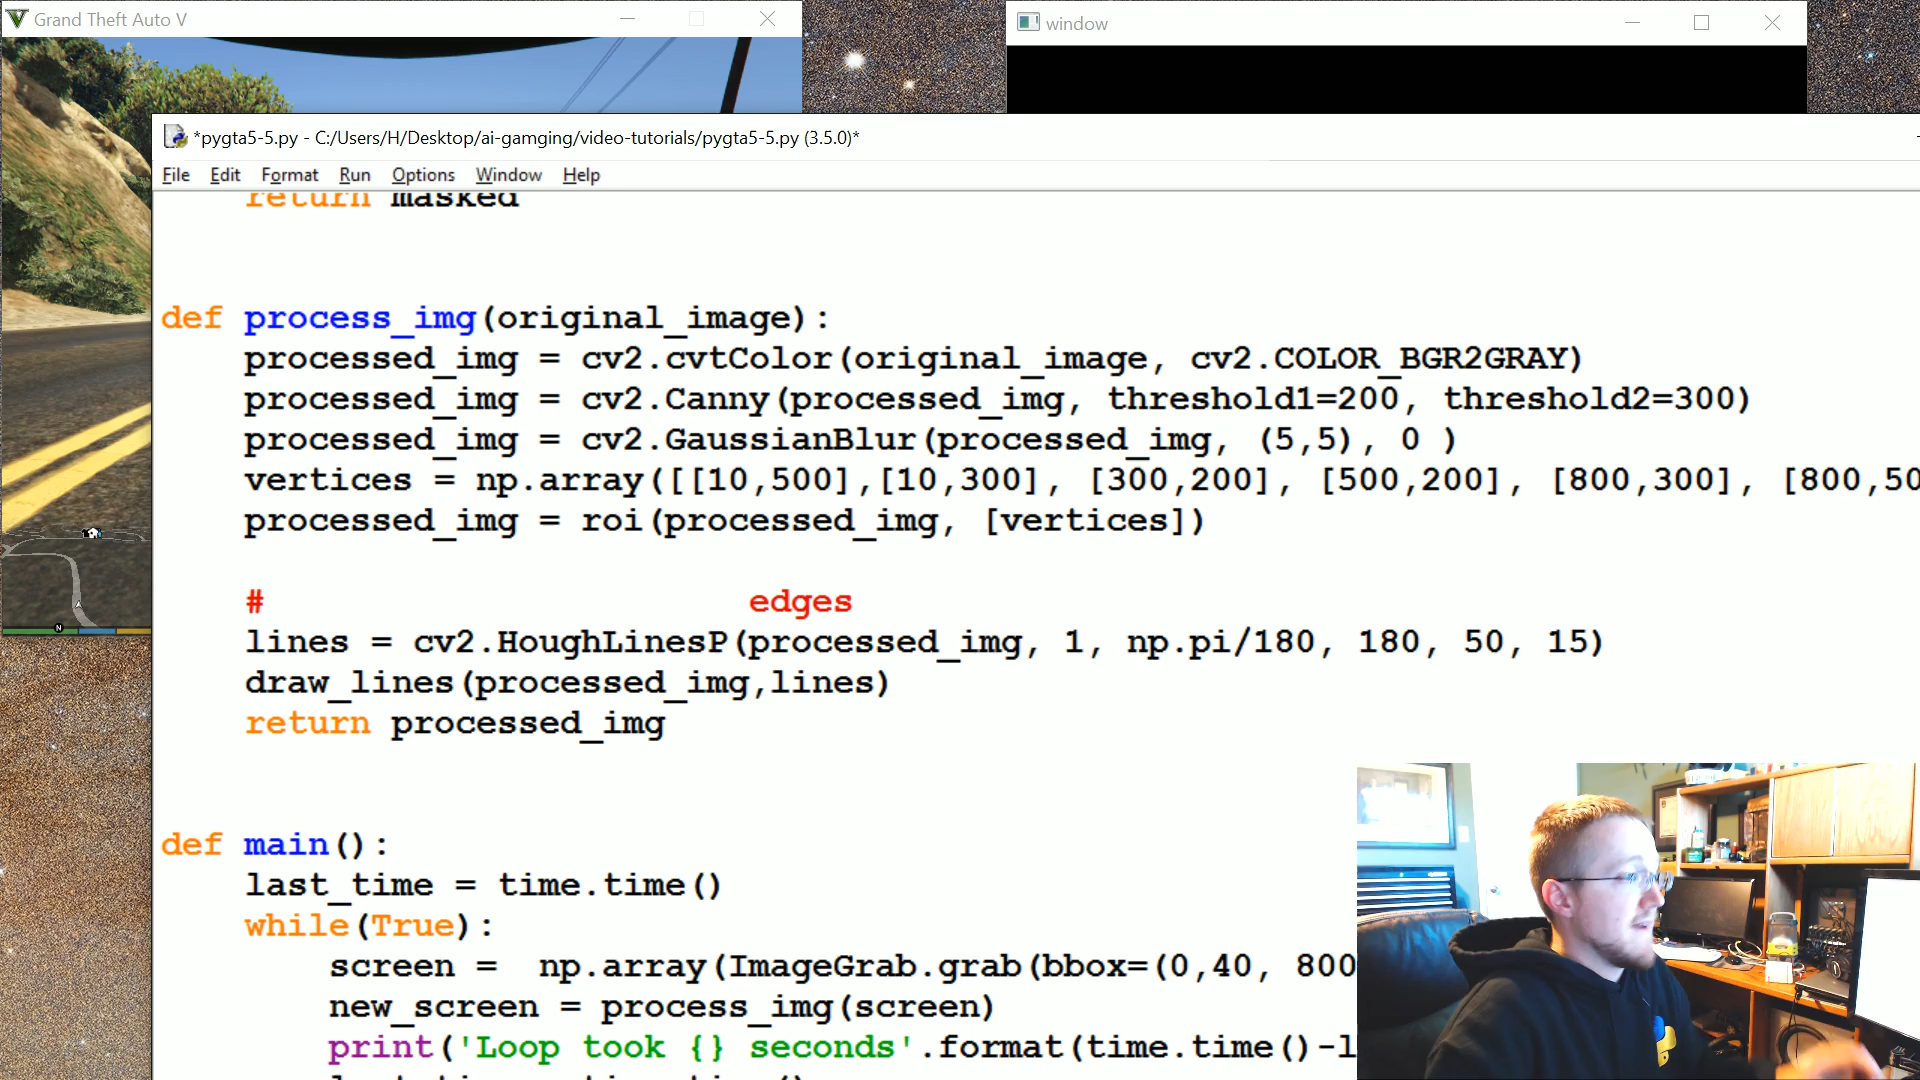 Grand Theft Auto V
window
*pygta5-5.py - C:/Users/H/Desktop/ai-gamging/video-tutorials/pygta5-5.py (3.5.0)*
File Edit Format Run Options Window Help
return masked
def process_img(original_image):
processed_img = cv2.cvtColor(original_image, cv2.COLOR_BGR2GRAY)
processed_img = cv2.Canny(processed_img, threshold1=200, threshold2=300)
processed_img = cv2.GaussianBlur(processed_img, (5,5), 0 )
vertices = np.array([[10,500],[10,300], [300,200], [500,200], [800,300], [800,50
processed_img = roi(processed_img, [vertices])
# edges
lines = cv2.HoughLinesP(processed_img, 1, np.pi/180, 180, 50, 15)
draw_lines(processed_img,lines)
return processed_img
def main():
last_time = time.time()
while(True):
screen =  np.array(ImageGrab.grab(bbox=(0,40, 800
new_screen = process_img(screen)
print('Loop took {} seconds'.format(time.time()-l